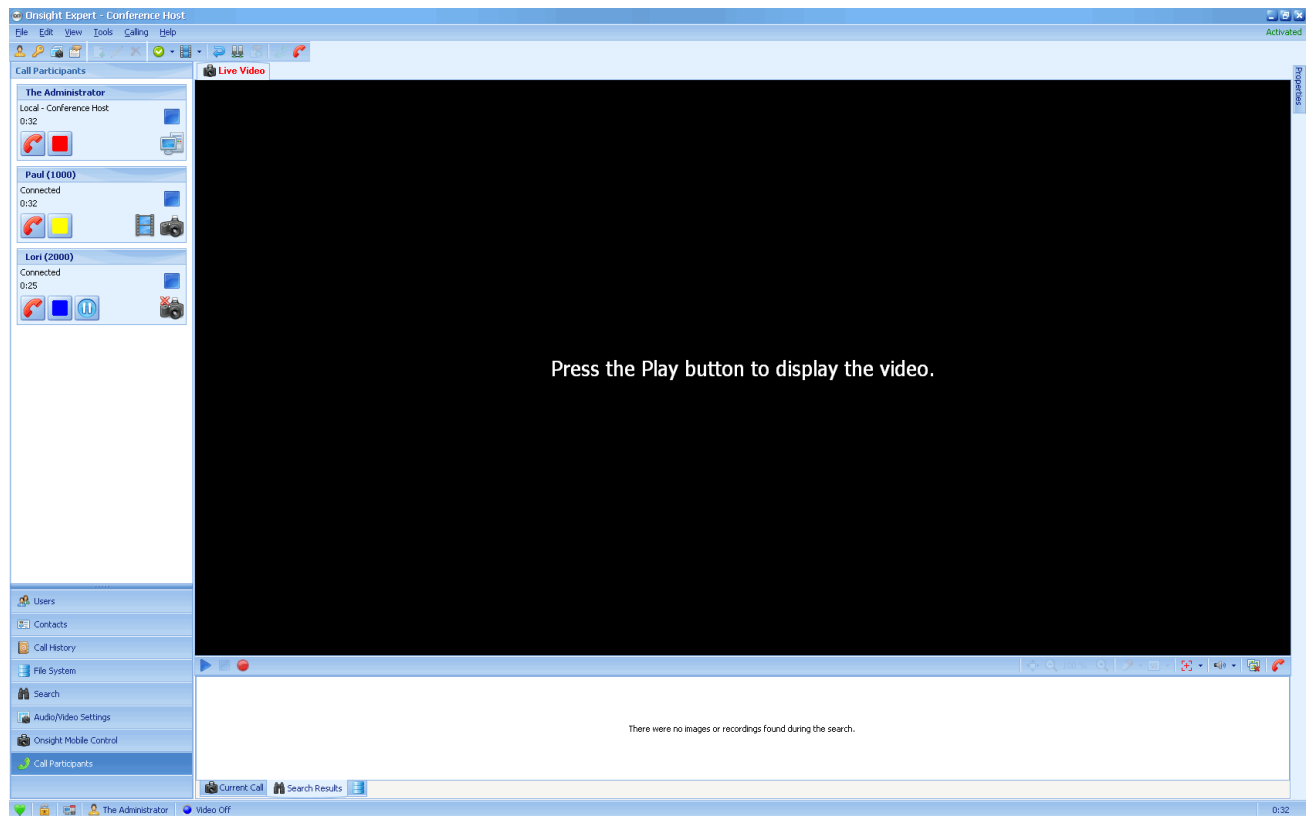 Onsight Expert - Conference Host
File Edit View Tools Calling Help
Activated
Call Participants
Live Video
Properties
The Administrator
Local - Conference Host
0:32
Paul (1000)
Connected
0:32
Lori (2000)
Connected
0:25
Press the Play button to display the video.
Users
Contacts
Call History
File System
Search
Audio/Video Settings
Onsight Mobile Control
Call Participants
100%
There were no images or recordings found during the search.
Current Call Search Results
The Administrator Video Off 0:32